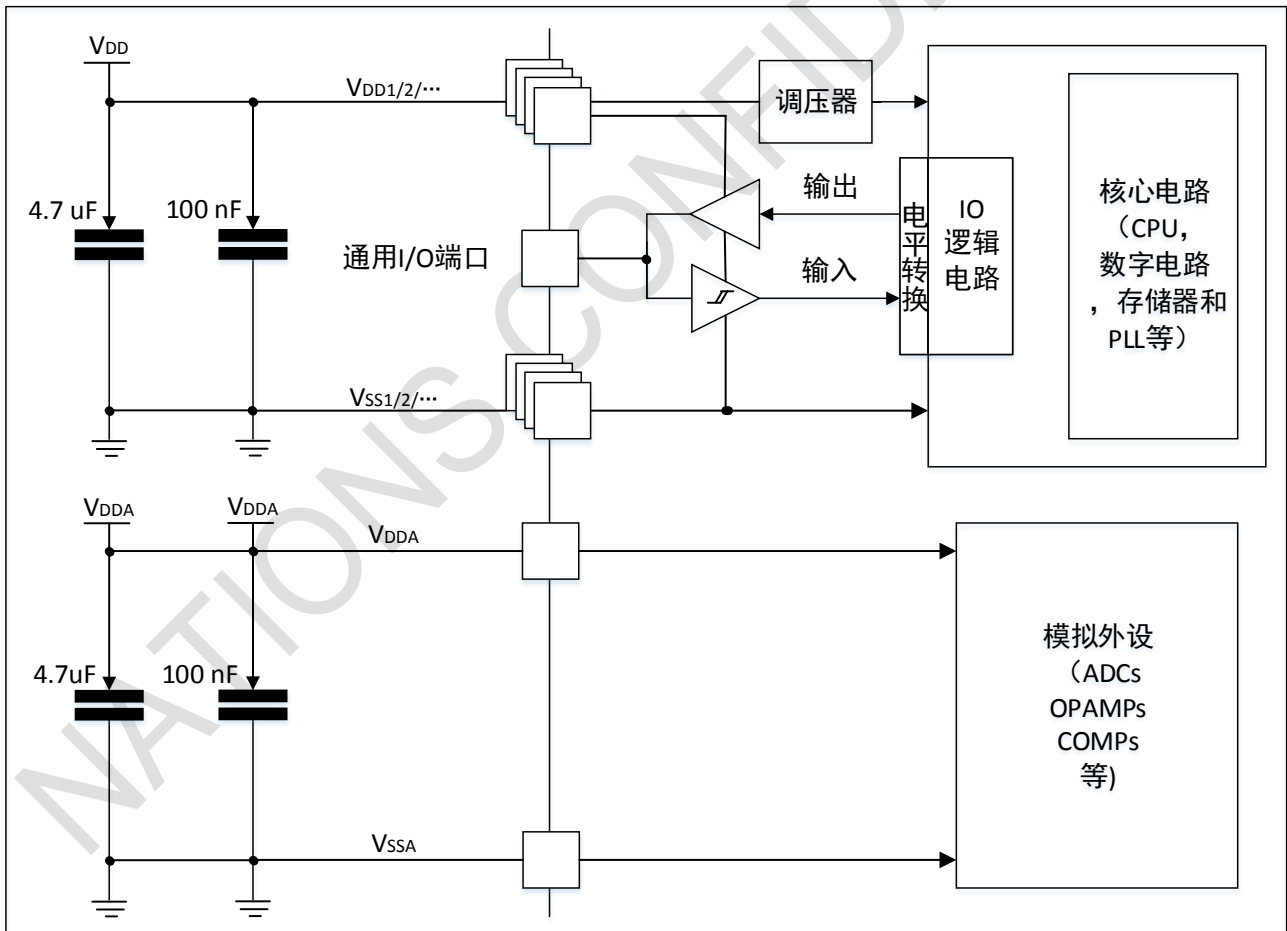 VDD
VDD1/2/···
调压器
4.7 uF
100 nF
通用I/O端口
输出
输入
电平转换
IO
逻辑
电路
核心电路
（CPU，
数字电路
，存储器和
PLL等）
VSS1/2/···
VDDA
VDDA
VDDA
4.7uF
100 nF
模拟外设
（ADCs
OPAMPs
COMPs
等)
VSSA
NATIONS CONFID